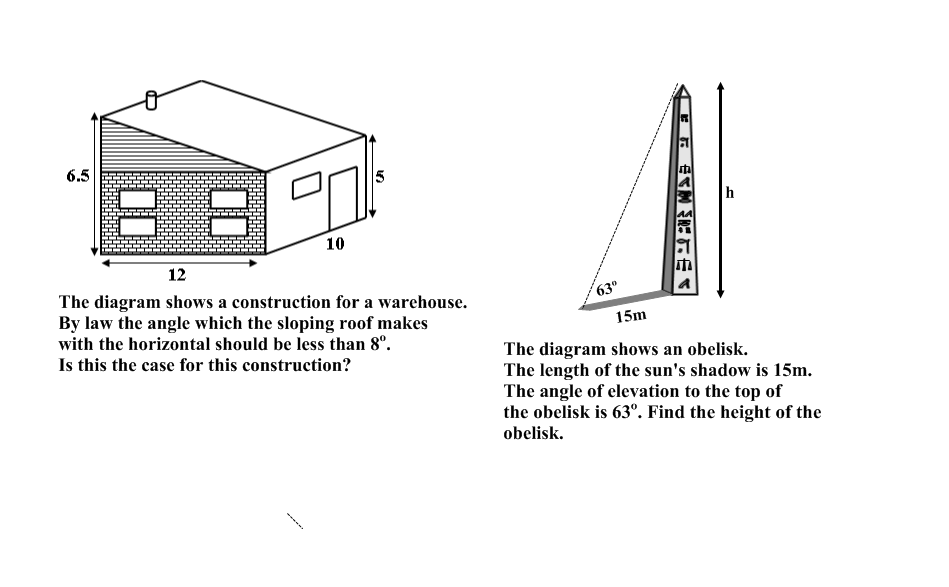 6.5
5
10
12
The diagram shows a construction for a warehouse.
By law the angle which the sloping roof makes
with the horizontal should be less than 8°.
Is this the case for this construction?
h
63°
15m
The diagram shows an obelisk.
The length of the sun's shadow is 15m.
The angle of elevation to the top of
the obelisk is 63°. Find the height of the
obelisk.